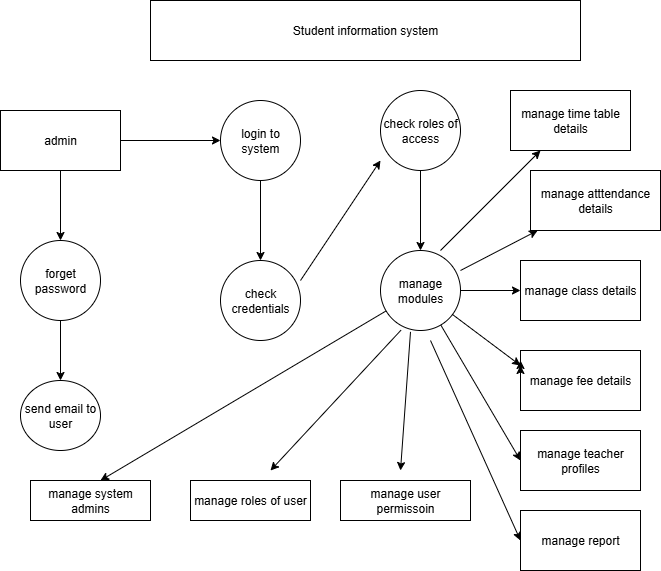 Student information system
admin
login to
system
check roles of
access
manage time table
details
manage atttendance
details
forget
password
check
credentials
manage
modules
manage class details
manage fee details
send email to
user
manage teacher
profiles
manage system
admins
manage roles of user
manage user
permissoin
manage report